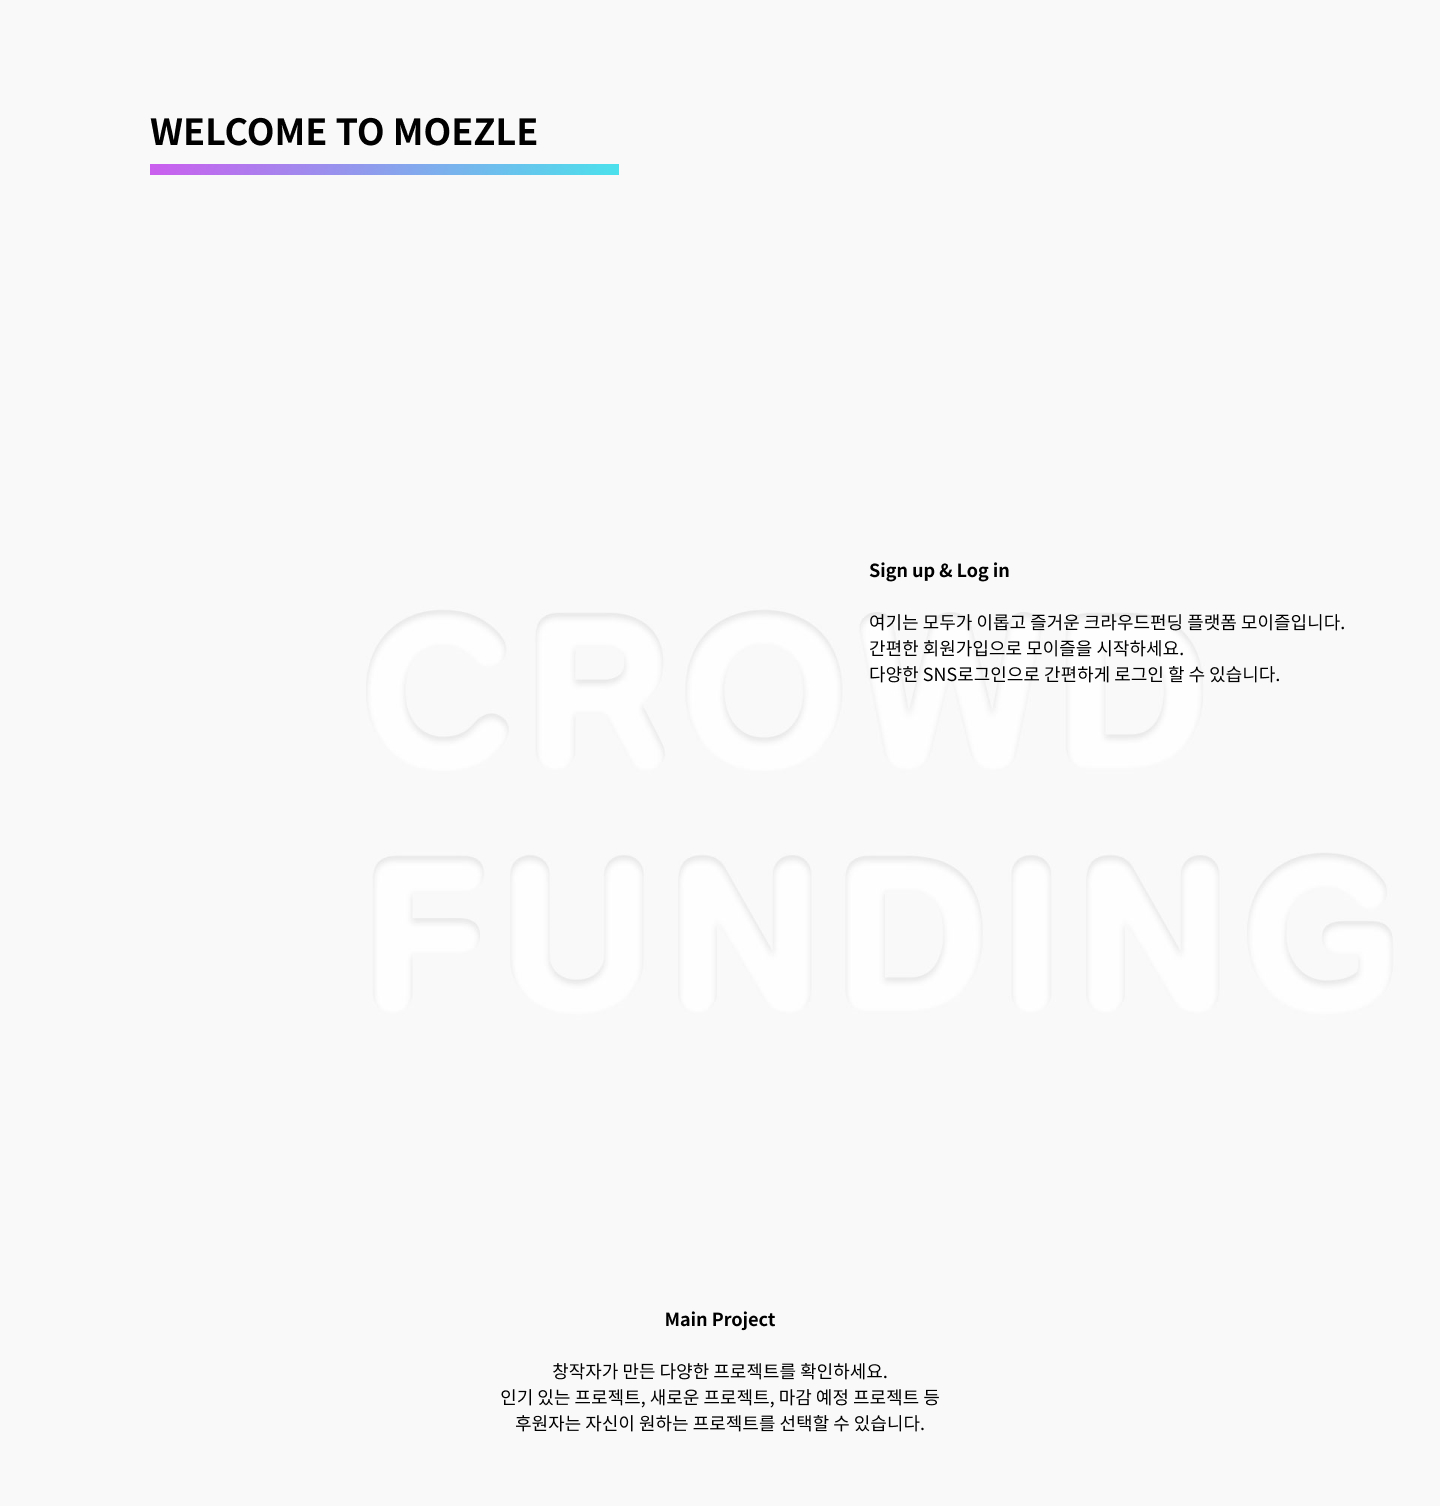 WELCOME TO MOEZLE
Sign up & Log in
여기는 모두가 이롭고 즐거운 크라우드펀딩 플랫폼 모이즐입니다.
간편한 회원가입으로 모이즐을 시작하세요.
다양한 SNS로그인으로 간편하게 로그인 할 수 있습니다.
CROWD
FUNDING
Main Project
창작자가 만든 다양한 프로젝트를 확인하세요.
인기 있는 프로젝트, 새로운 프로젝트, 마감 예정 프로젝트 등
후원자는 자신이 원하는 프로젝트를 선택할 수 있습니다.